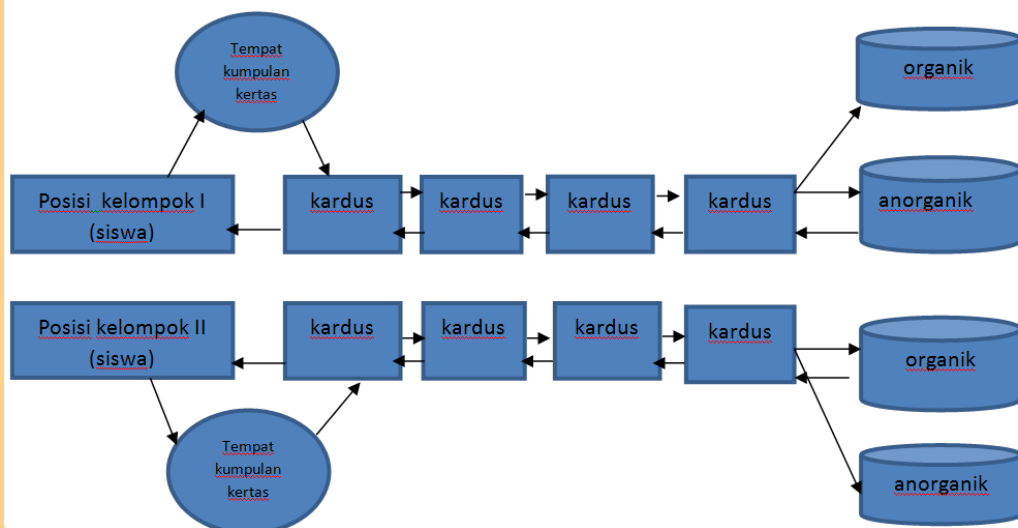 Tempat
kumpulan
kertas
organik
Posisi kelompok I
(siswa)
kardus
kardus
kardus
kardus
anorganik
Posisi kelompok II
(siswa)
kardus
kardus
kardus
kardus
organik
Tempat
kumpulan
kertas
anorganik